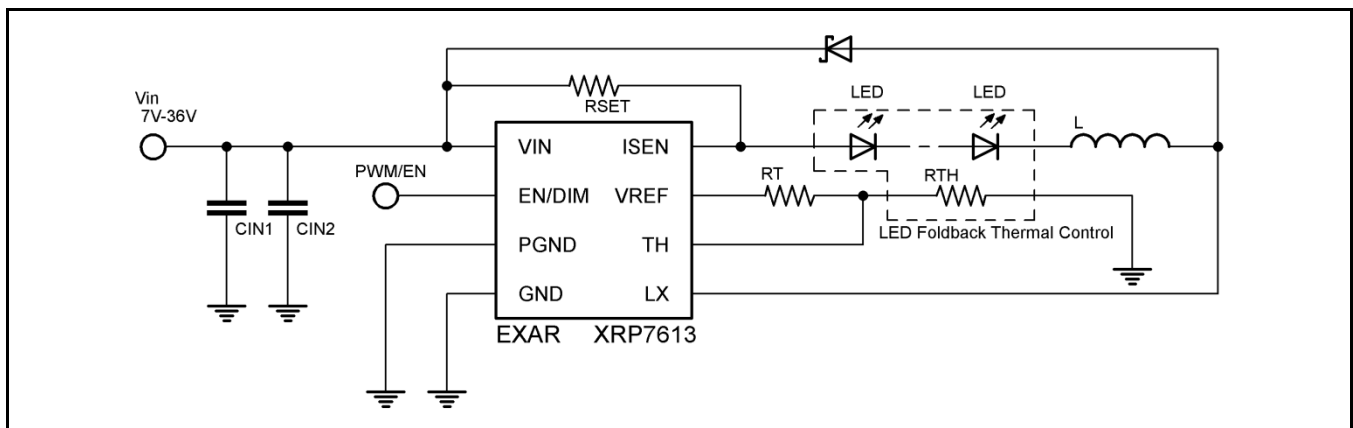 Vin
7V-36V
RSET
LED
LED
L
VIN
ISEN
PWM/EN
RT
RTH
EN/DIM
VREF
CIN1
CIN2
PGND
TH
LED Foldback Thermal Control
GND
LX
EXAR
XRP7613